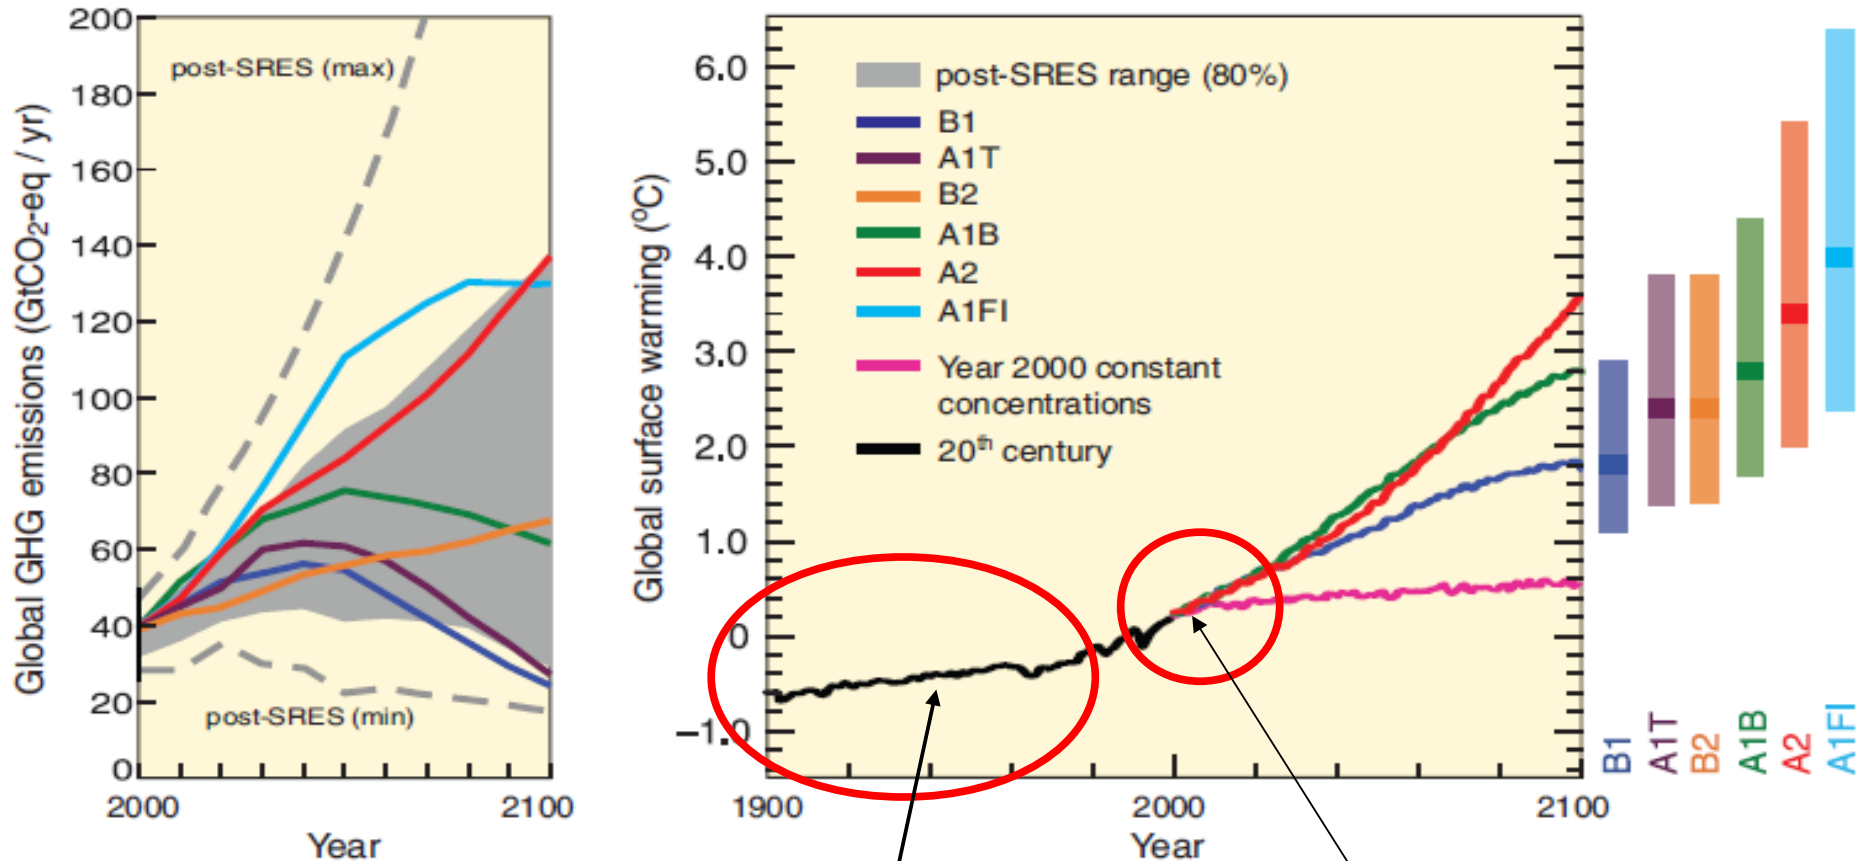 Global GHG emissions (GtCO₂-eq / yr)
200
180
160
140
120
100
80
60
40
20
0
post-SRES (max)
post-SRES (min)
2000
2100
Year
Global surface warming (ºC)
6.0
5.0
4.0
3.0
2.0
1.0
0
–1.0
post-SRES range (80%)
B1
A1T
B2
A1B
A2
A1FI
Year 2000 constant
concentrations
20th century
1900
2000
2100
Year
B1
A1T
B2
A1B
A2
A1FI